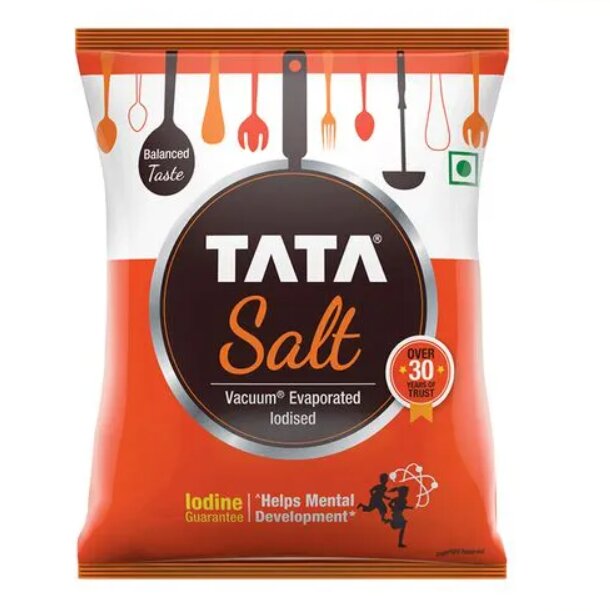 Balanced
Taste
TATA®
Salt
Vacuum® Evaporated
Iodised
OVER
30
YEARS OF
TRUST
Iodine
Guarantee
^Helps Mental
Development*